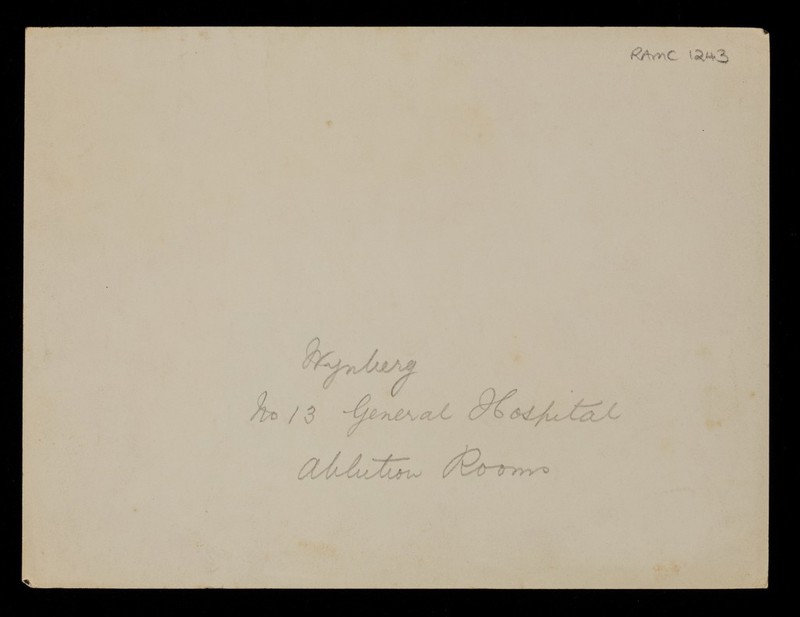 RAMC 1243
Wynberg
No 13 General Hospital
Ablution Rooms